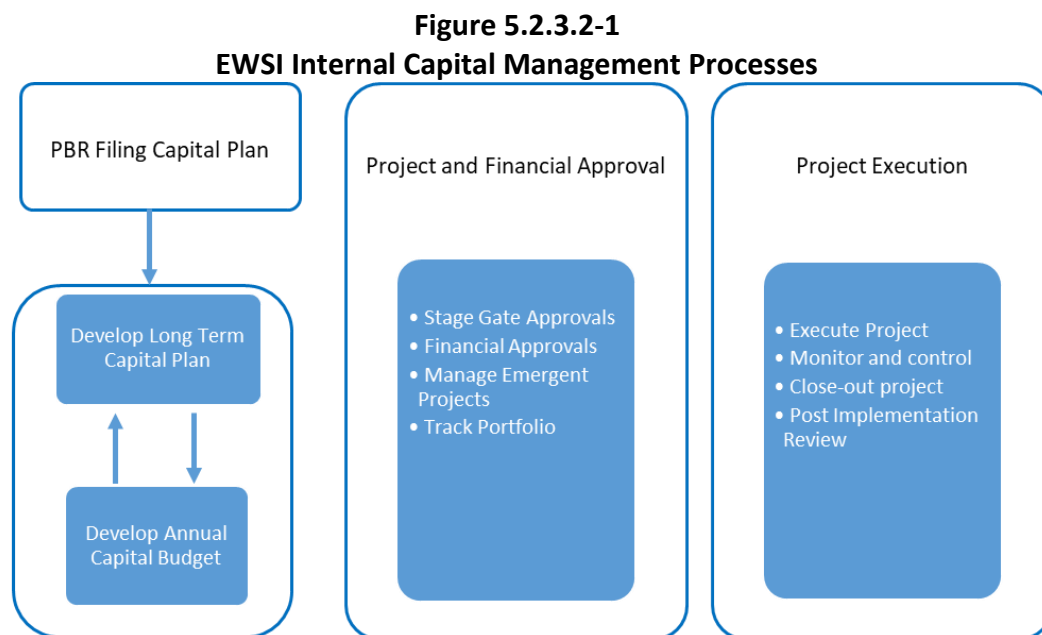 Figure 5.2.3.2-1
EWSI Internal Capital Management Processes
PBR Filing Capital Plan
Develop Long Term
Capital Plan
Develop Annual
Capital Budget
Project and Financial Approval
• Stage Gate Approvals
• Financial Approvals
• Manage Emergent
Projects
• Track Portfolio
Project Execution
• Execute Project
• Monitor and control
• Close-out project
• Post Implementation
Review